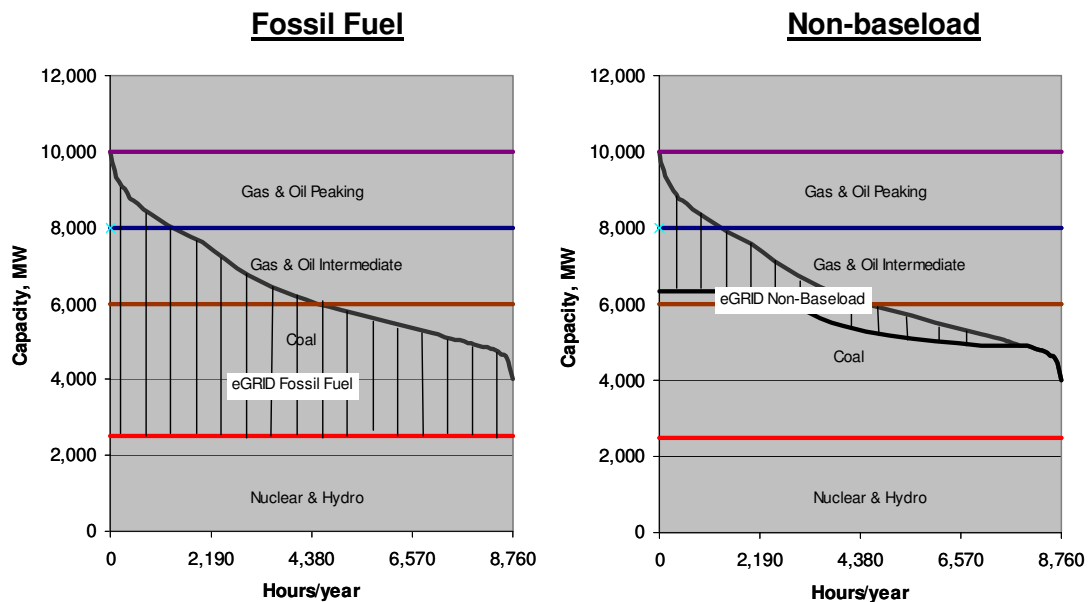 Fossil Fuel
12,000
10,000
8,000
6,000
4,000
2,000
0
Capacity, MW
Gas & Oil Peaking
Gas & Oil Intermediate
Coal
eGRID Fossil Fuel
Nuclear & Hydro
0 2,190 4,380 6,570 8,760
Hours/year
Non-baseload
12,000
10,000
8,000
6,000
4,000
2,000
0
Capacity, MW
Gas & Oil Peaking
Gas & Oil Intermediate
eGRID Non-Baseload
Coal
Nuclear & Hydro
0 2,190 4,380 6,570 8,760
Hours/year